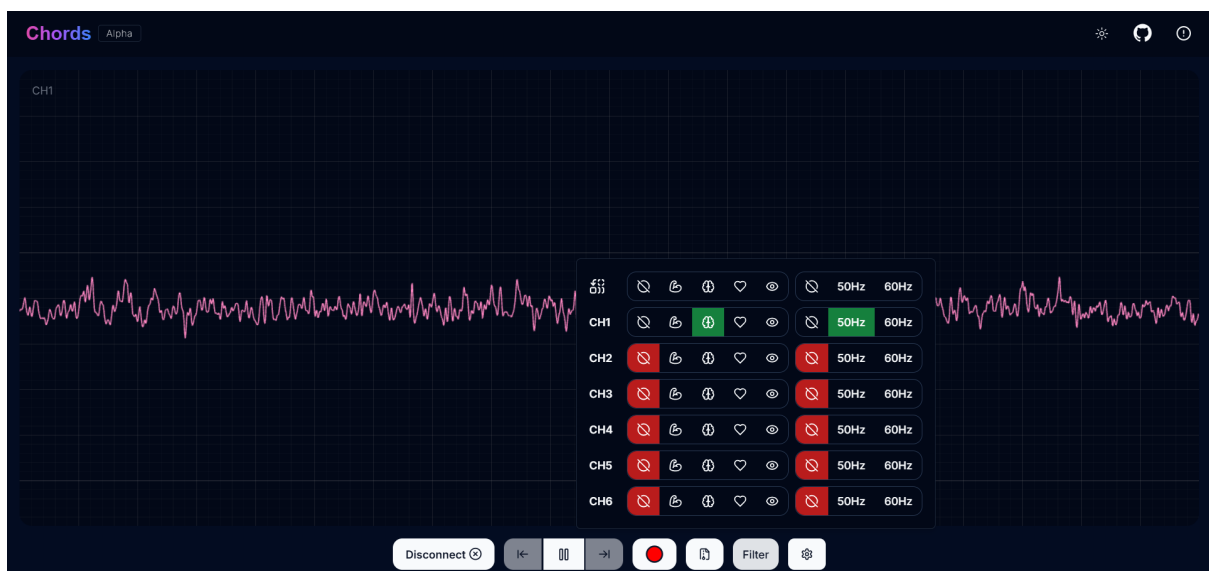 Chords Alpha
CH1
50Hz 60Hz
CH1 50Hz 60Hz
CH2 50Hz 60Hz
CH3 50Hz 60Hz
CH4 50Hz 60Hz
CH5 50Hz 60Hz
CH6 50Hz 60Hz
Disconnect Filter